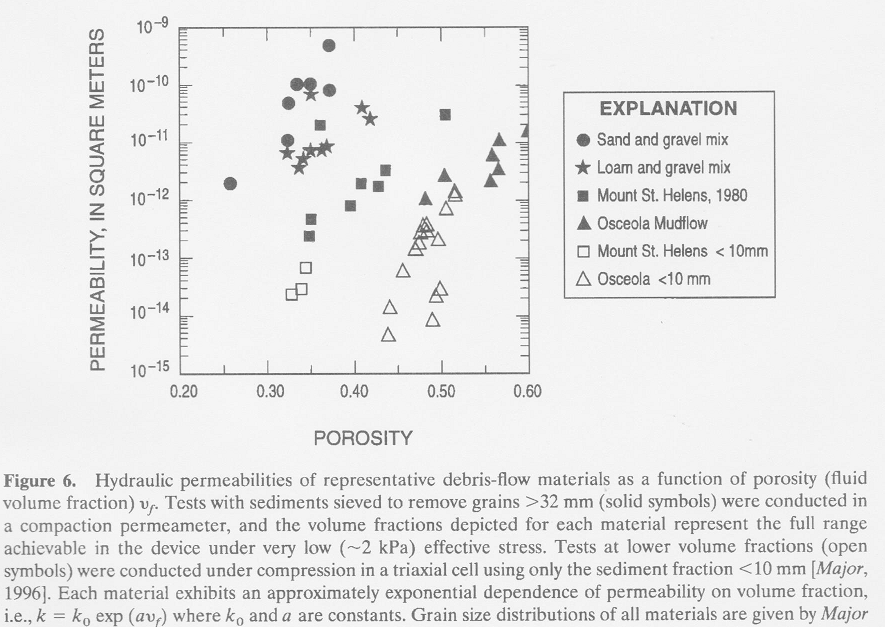 10⁻⁹
10⁻¹⁰
10⁻¹¹
10⁻¹²
10⁻¹³
10⁻¹⁴
10⁻¹⁵
PERMEABILITY, IN SQUARE METERS
0.20 0.30 0.40 0.50 0.60
POROSITY
EXPLANATION
Sand and gravel mix
Loam and gravel mix
Mount St. Helens, 1980
Osceola Mudflow
Mount St. Helens < 10mm
Osceola <10 mm
Figure 6. Hydraulic permeabilities of representative debris-flow materials as a function of porosity (fluid
volume fraction) υf. Tests with sediments sieved to remove grains >32 mm (solid symbols) were conducted in
a compaction permeameter, and the volume fractions depicted for each material represent the full range
achievable in the device under very low (~2 kPa) effective stress. Tests at lower volume fractions (open
symbols) were conducted under compression in a triaxial cell using only the sediment fraction <10 mm [Major,
1996]. Each material exhibits an approximately exponential dependence of permeability on volume fraction,
i.e., k = k₀ exp (aυf) where k₀ and a are constants. Grain size distributions of all materials are given by Major